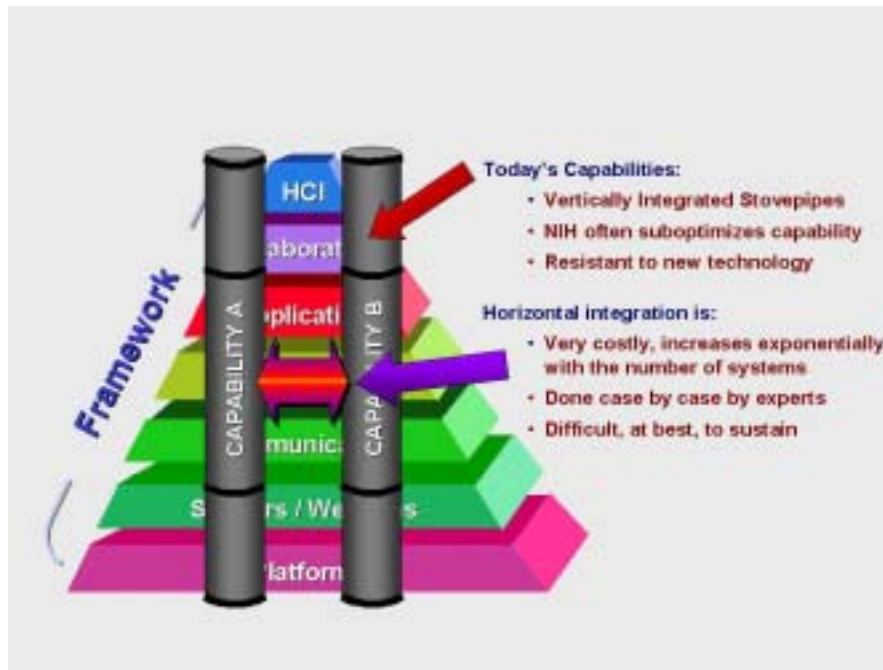 HCI
Today's Capabilities:
• Vertically Integrated Stovepipes
• NIH often suboptimizes capability
• Resistant to new technology
Horizontal integration is:
• Very costly, increases exponentially
with the number of systems
• Done case by case by experts
• Difficult, at best, to sustain
Framework
CAPABILITY A
CAPA ITY B
aborat
pplicati
munica
S rs / We s
latform